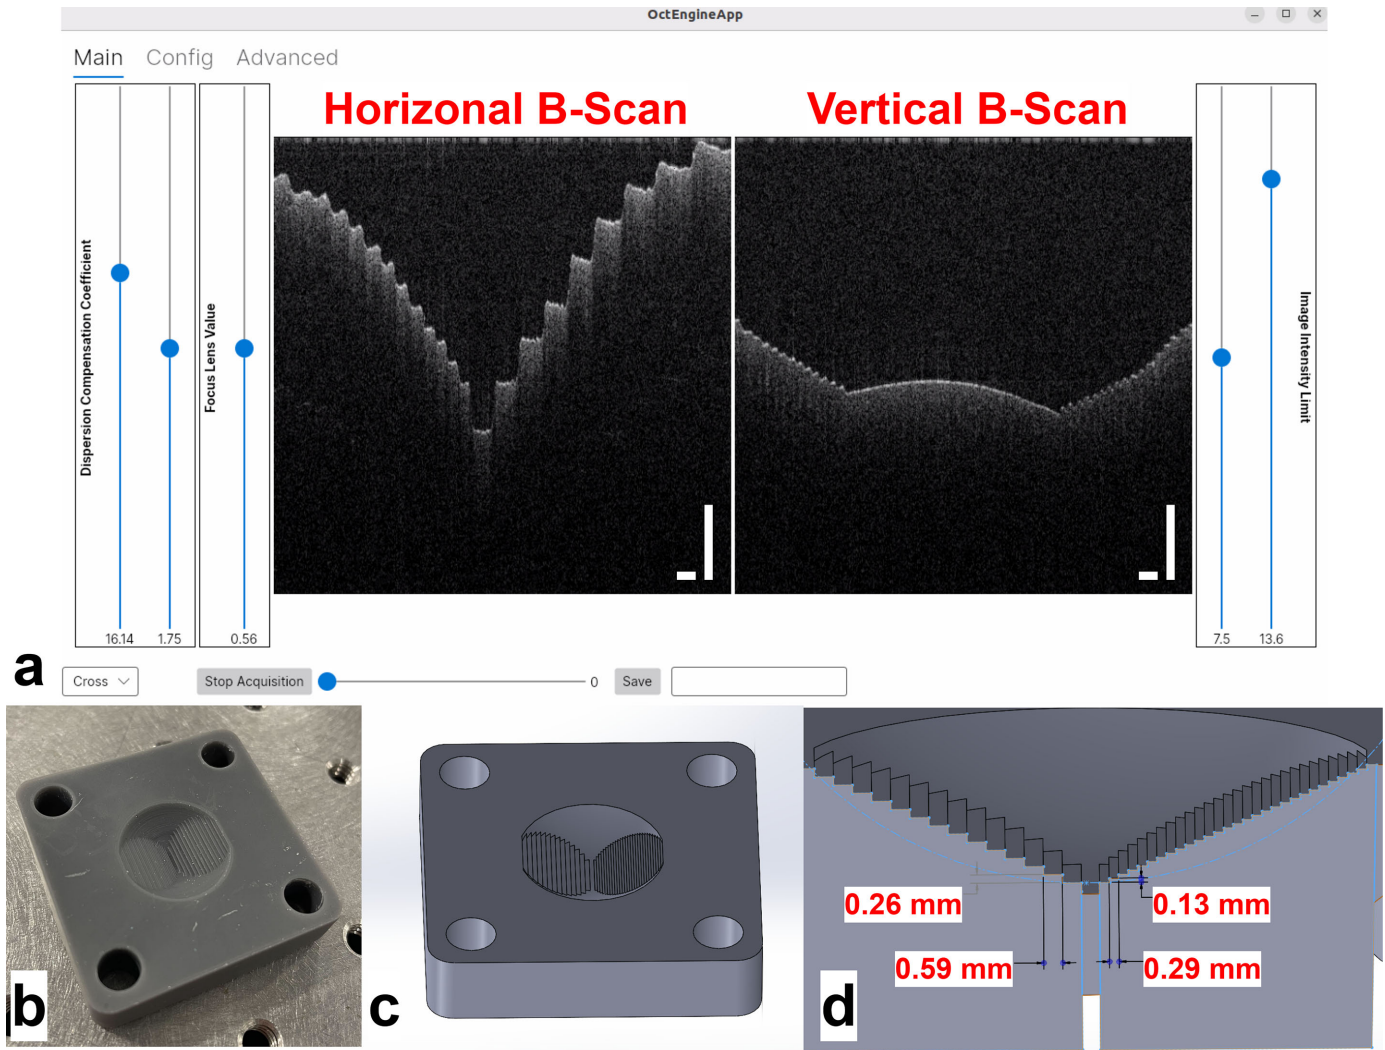 OctEngineApp
Main Config Advanced
Horizonal B-Scan
Vertical B-Scan
Dispersion Compensation Coefficient
Focus Lens Value
Image Intensity Limit
16.14 1.75 0.56 7.5 13.6
a
Cross Stop Acquisition 0 Save
0.26 mm 0.13 mm
0.59 mm 0.29 mm
b c d